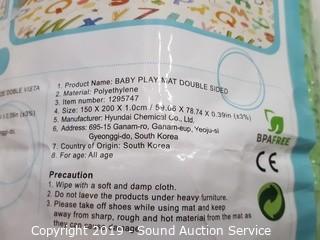 OBLE VISTA
1. Product Name: BABY PLAY MAT DOUBLE SIDED
2. Material: Polyethylene
3. Item number: 1295747
4. Size: 150 X 200 X 1.0cm / 59.06 X 78.74 X 0.39in (±3%)
5. Manufacturer: Hyundai Chemical Co., Ltd.
6. Address: 695-15 Ganam-ro, Ganam-eup, Yeoju-si
Gyeonggi-do, South Korea
7. Country of Origin: South Korea
8. For age: All age
BPAFREE
CE
Precaution
1. Wipe with a soft and damp cloth.
2. Do not laeve the products under heavy furniture.
3. Please take off shoes while using mat and keep
away from sharp, rough and hot material from the mat as
they can
Copyright 2019 - Sound Auction Service